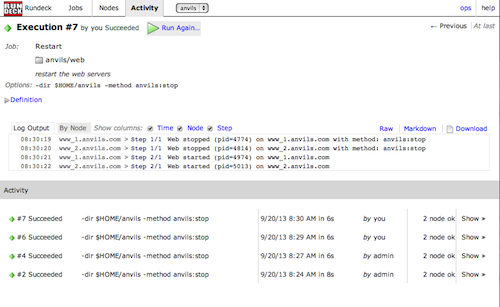 RUN DECK Rundeck Jobs Nodes Activity anvils ops help
Execution #7 by you Succeeded Run Again... ← Previous At last
Job: Restart
anvils/web
restart the web servers
Options: -dir $HOME/anvils -method anvils:stop
Definition
Log Output By Node Show columns: Time Node Step Raw Markdown Download
08:30:19 www_1.anvils.com > Step 1/1 Web stopped (pid=4774) on www_1.anvils.com with method: anvils:stop
08:30:20 www_2.anvils.com > Step 1/1 Web stopped (pid=4814) on www_2.anvils.com with method: anvils:stop
08:30:21 www_1.anvils.com > Step 2/1 Web started (pid=4974) on www_1.anvils.com
08:30:22 www_2.anvils.com > Step 2/1 Web started (pid=5013) on www_2.anvils.com
Activity
#7 Succeeded -dir $HOME/anvils -method anvils:stop 9/20/13 8:30 AM in 6s by you 2 node ok Show »
#6 Succeeded -dir $HOME/anvils -method anvils:stop 9/20/13 8:29 AM in 6s by you 2 node ok Show »
#4 Succeeded -dir $HOME/anvils -method anvils:stop 9/20/13 8:27 AM in 6s by admin 2 node ok Show »
#2 Succeeded -dir $HOME/anvils -method anvils:stop 9/20/13 8:24 AM in 8s by admin 2 node ok Show »